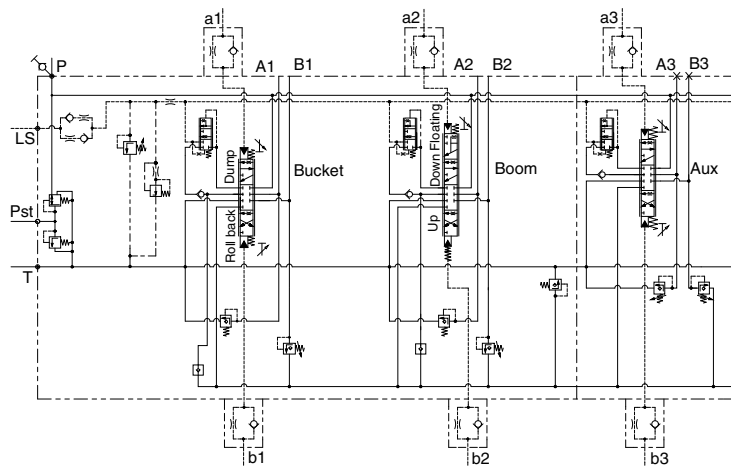 a1
a2
a3
P
A1
B1
A2
B2
A3
B3
LS
Dump
Bucket
Down Floating
Boom
Aux
Pst
Roll back
Up
T
b1
b2
b3